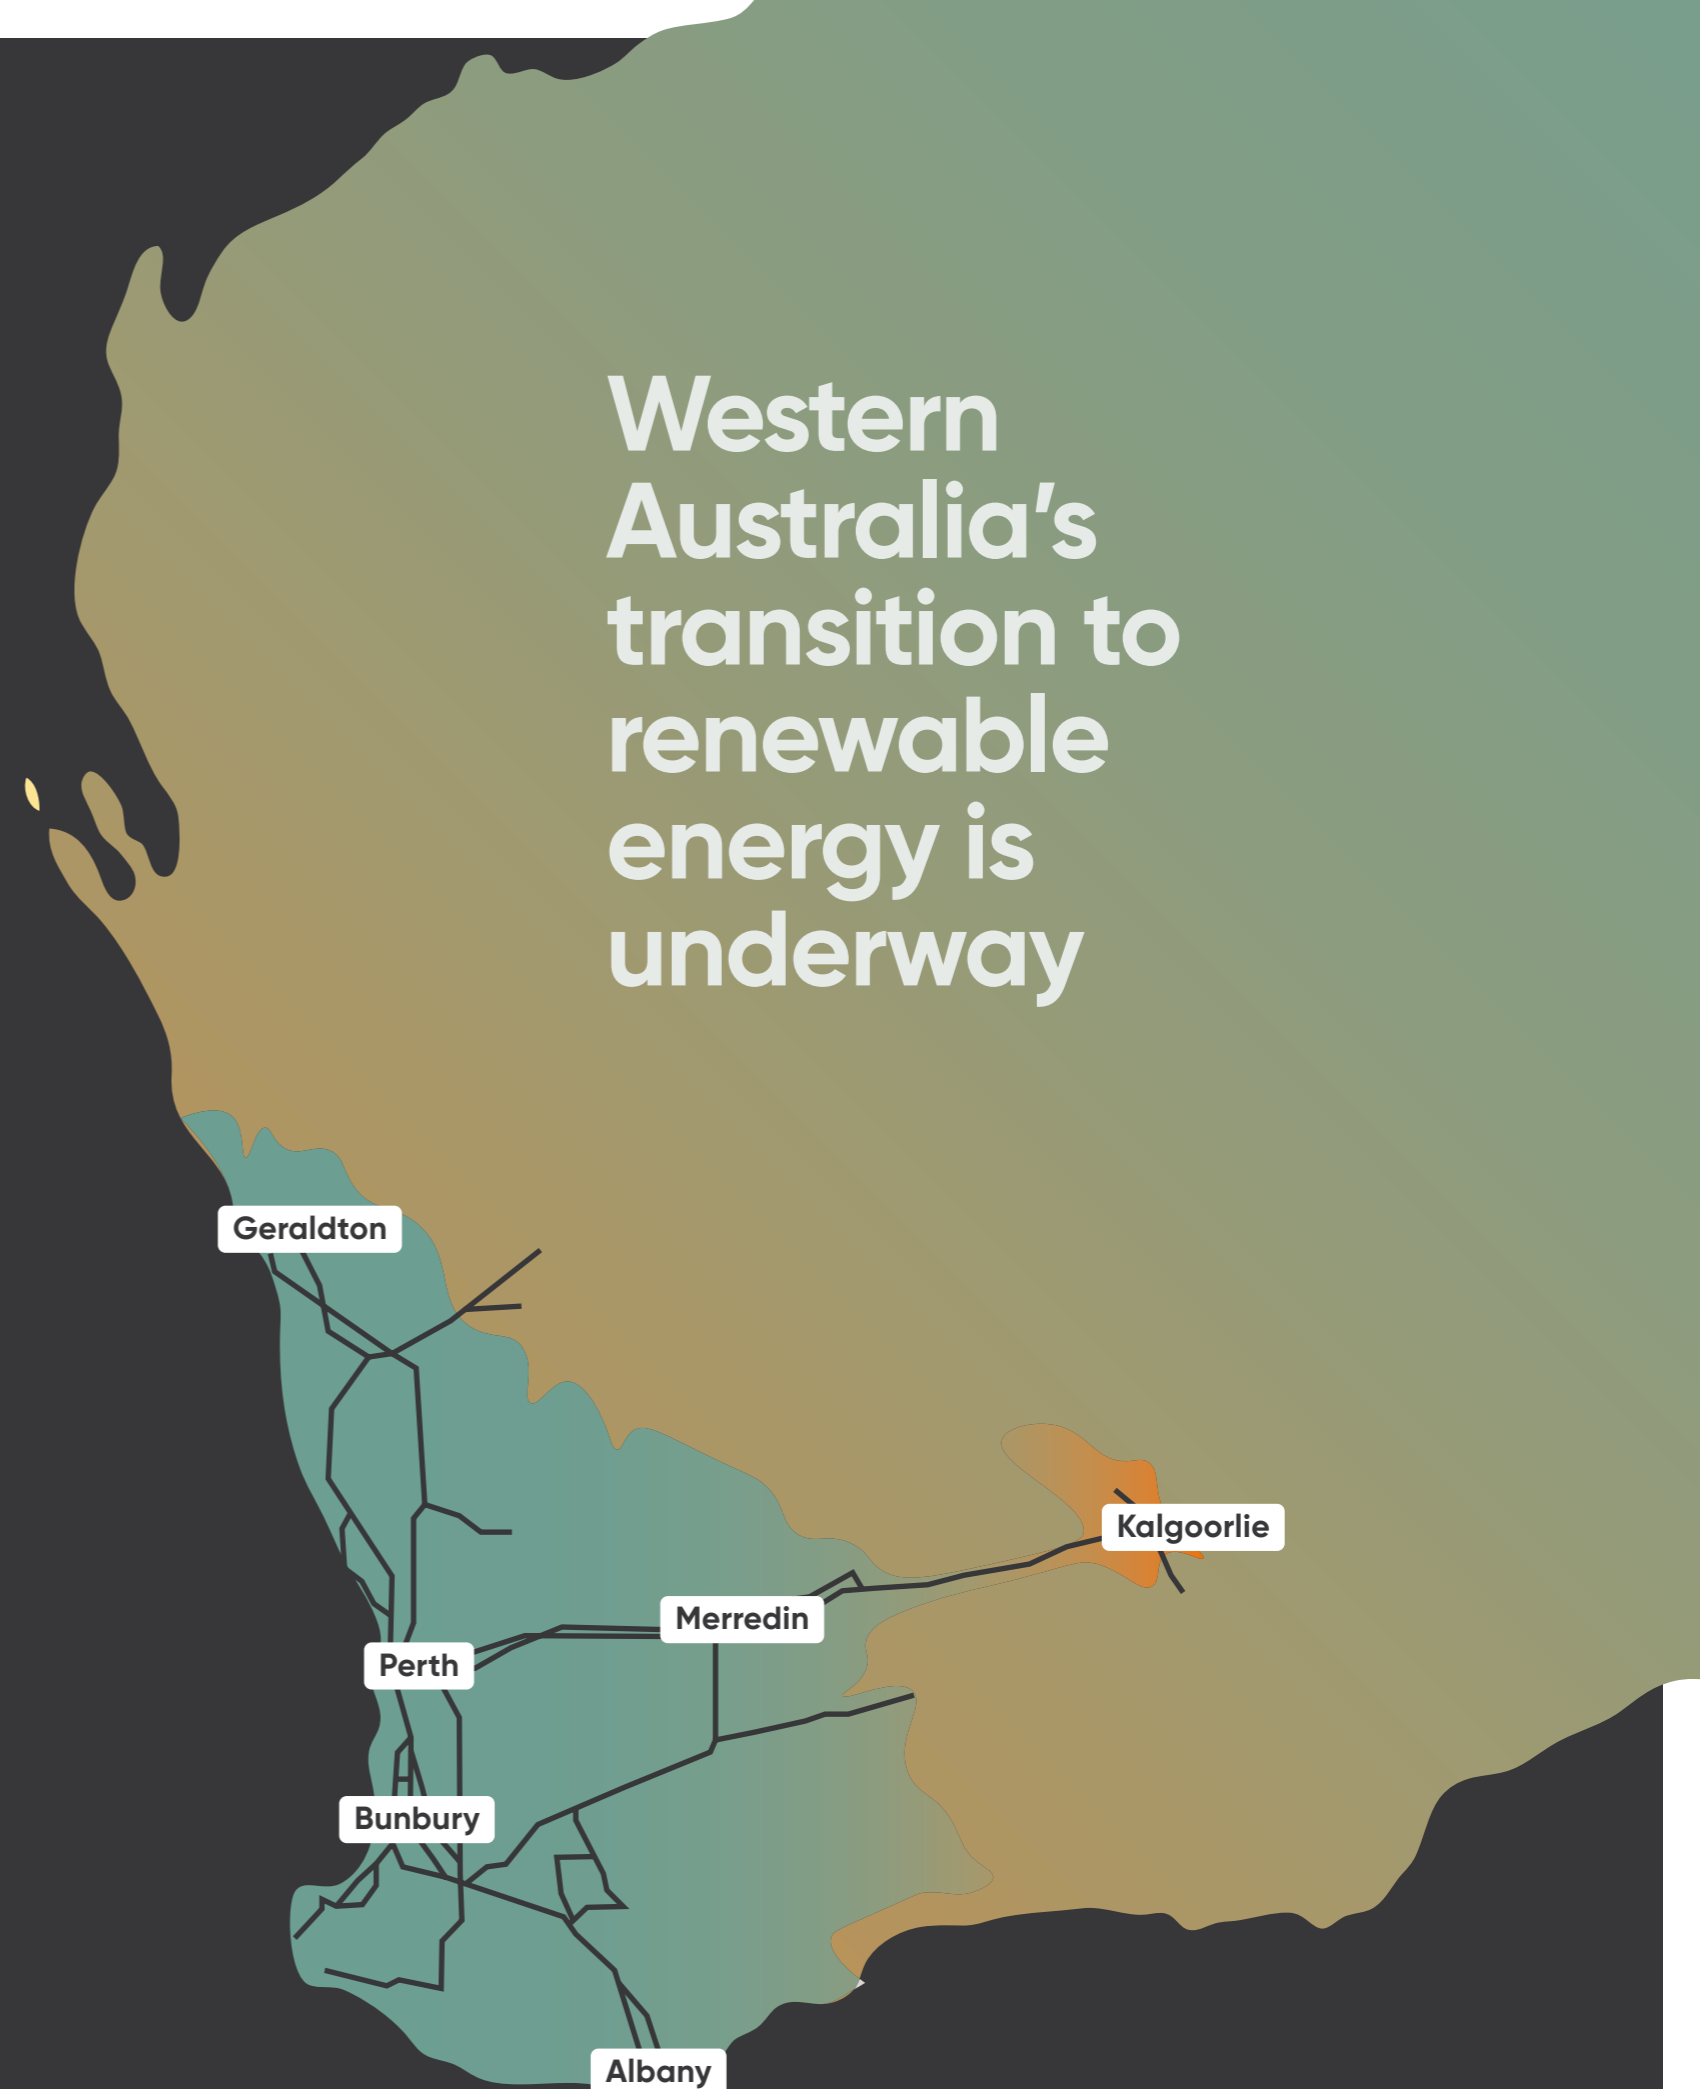 Western
Australia’s
transition to
renewable
energy is
underway
Geraldton
Kalgoorlie
Merredin
Perth
Bunbury
Albany